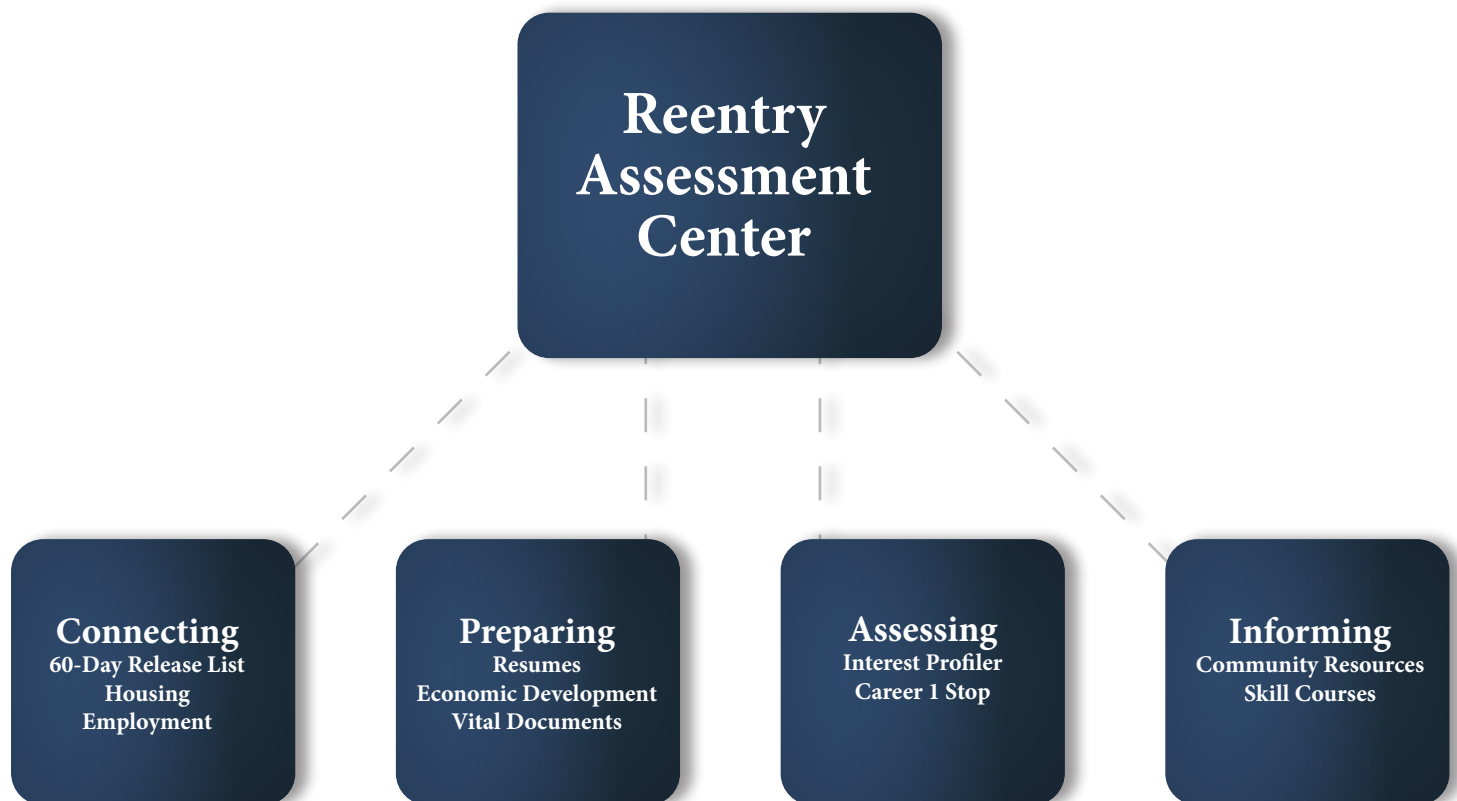 Reentry
Assessment
Center
Connecting
60-Day Release List
Housing
Employment
Preparing
Resumes
Economic Development
Vital Documents
Assessing
Interest Profiler
Career 1 Stop
Informing
Community Resources
Skill Courses